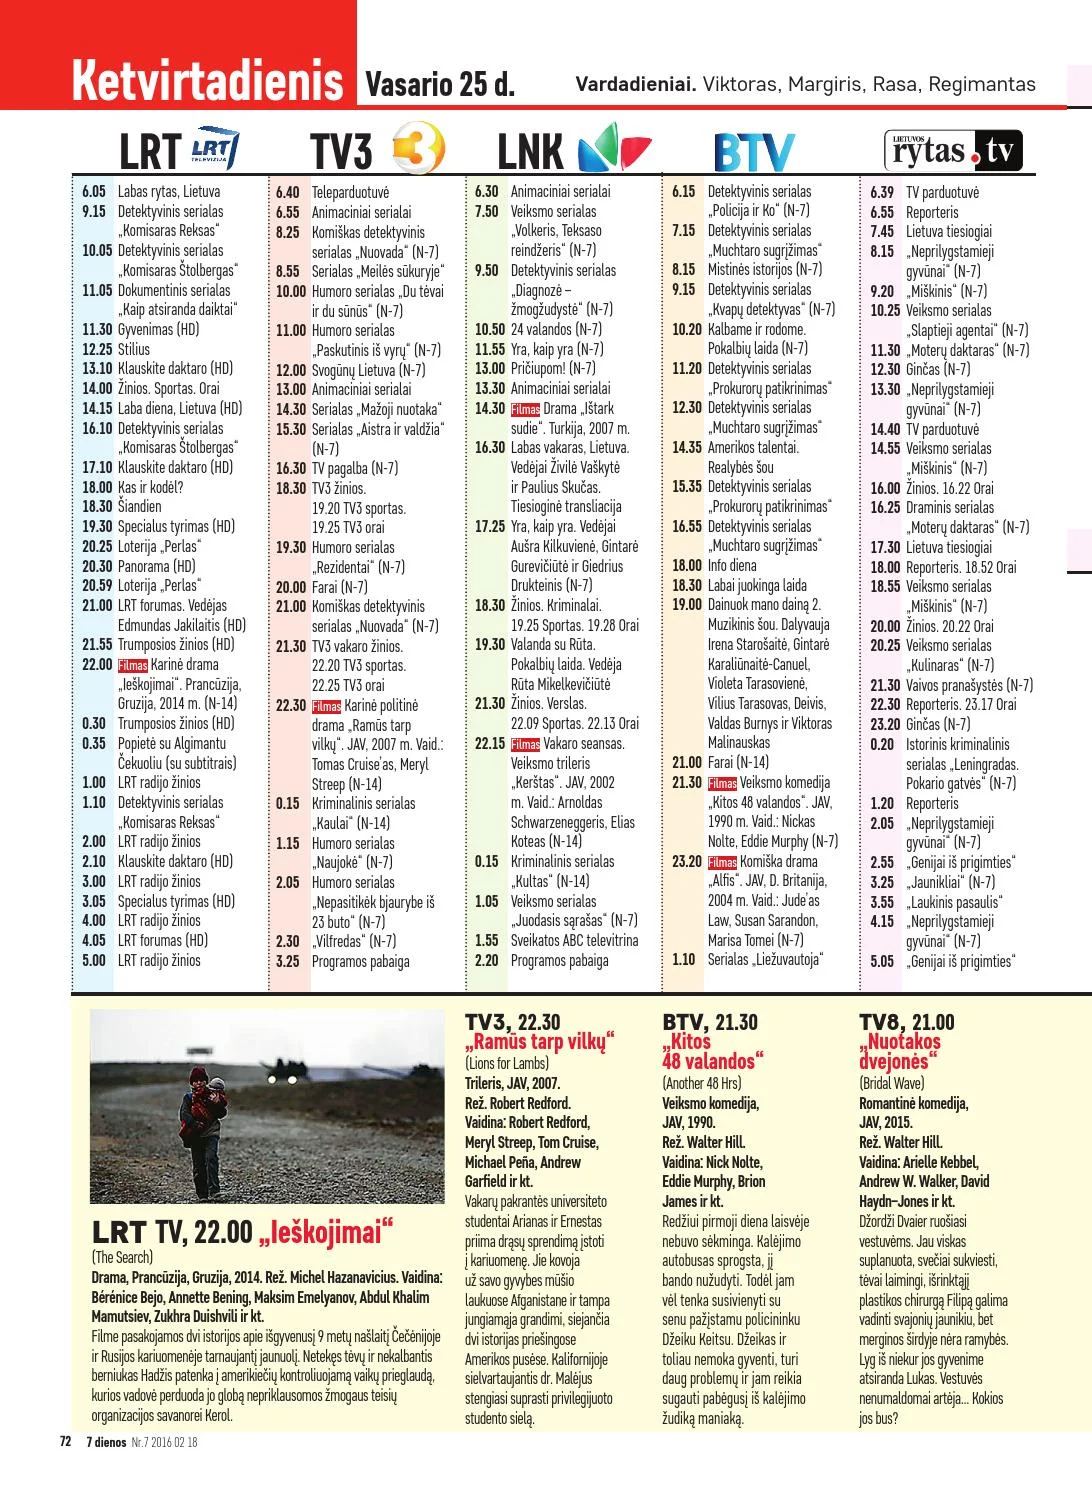 Ketvirtadienis Vasario 25 d. Vardadieniai. Viktoras, Margiris, Rasa, Regimantas
LRT LRT TELEVIZIJA
6.05 Labas rytas, Lietuva
9.15 Detektyvinis serialas
„Komisaras Reksas“
10.05 Detektyvinis serialas
„Komisaras Štolbergas“
11.05 Dokumentinis serialas
„Kaip atsiranda daiktai“
11.30 Gyvenimas (HD)
12.25 Stilius
13.10 Klauskite daktaro (HD)
14.00 Žinios. Sportas. Orai
14.15 Laba diena, Lietuva (HD)
16.10 Detektyvinis serialas
„Komisaras Štolbergas“
17.10 Klauskite daktaro (HD)
18.00 Kas ir kodėl?
18.30 Šiandien
19.30 Specialus tyrimas (HD)
20.25 Loterija „Perlas“
20.30 Panorama (HD)
20.59 Loterija „Perlas“
21.00 LRT forumas. Vedėjas
Edmundas Jakilaitis (HD)
21.55 Trumposios žinios (HD)
22.00 Filmas Karinė drama
„Ieškojimai“. Prancūzija,
Gruzija, 2014 m. (N-14)
0.30 Trumposios žinios (HD)
0.35 Popietė su Algimantu
Čekuoliu (su subtitrais)
1.00 LRT radijo žinios
1.10 Detektyvinis serialas
„Komisaras Reksas“
2.00 LRT radijo žinios
2.10 Klauskite daktaro (HD)
3.00 LRT radijo žinios
3.05 Specialus tyrimas (HD)
4.00 LRT radijo žinios
4.05 LRT forumas (HD)
5.00 LRT radijo žinios
TV3 3
6.40 Teleparduotuvė
6.55 Animaciniai serialai
8.25 Komiškas detektyvinis
serialas „Nuovada“ (N-7)
8.55 Serialas „Meilės sūkuryje“
10.00 Humoro serialas „Du tėvai
ir du sūnūs“ (N-7)
11.00 Humoro serialas
„Paskutinis iš vyrų“ (N-7)
12.00 Svogūnų Lietuva (N-7)
13.00 Animaciniai serialai
14.30 Serialas „Mažoji nuotaka“
15.30 Serialas „Aistra ir valdžia“
(N-7)
16.30 TV pagalba (N-7)
18.30 TV3 žinios.
19.20 TV3 sportas.
19.25 TV3 orai
19.30 Humoro serialas
„Rezidentai“ (N-7)
20.00 Farai (N-7)
21.00 Komiškas detektyvinis
serialas „Nuovada“ (N-7)
21.30 TV3 vakaro žinios.
22.20 TV3 sportas.
22.25 TV3 orai
22.30 Filmas Karinė politinė
drama „Ramūs tarp
vilkų“. JAV, 2007 m. Vaid.:
Tomas Cruise’as, Meryl
Streep (N-14)
0.15 Kriminalinis serialas
„Kaulai“ (N-14)
1.15 Humoro serialas
„Naujokė“ (N-7)
2.05 Humoro serialas
„Nepasitikėk bjaurybe iš
23 buto“ (N-7)
2.30 „Vilfredas“ (N-7)
3.25 Programos pabaiga
LNK
6.30 Animaciniai serialai
7.50 Veiksmo serialas
„Volkeris, Teksaso
reindžeris“ (N-7)
9.50 Detektyvinis serialas
„Diagnozė –
žmogžudystė“ (N-7)
10.50 24 valandos (N-7)
11.55 Yra, kaip yra (N-7)
13.00 Pričiupom! (N-7)
13.30 Animaciniai serialai
14.30 Filmas Drama „Ištark
sudie“. Turkija, 2007 m.
16.30 Labas vakaras, Lietuva.
Vedėjai Živilė Vaškytė
ir Paulius Skučas.
Tiesioginė transliacija
17.25 Yra, kaip yra. Vedėjai
Aušra Kilkuvienė, Gintarė
Gurevičiūtė ir Giedrius
Drukteinis (N-7)
18.30 Žinios. Kriminalai.
19.25 Sportas. 19.28 Orai
19.30 Valanda su Rūta.
Pokalbių laida. Vedėja
Rūta Mikelkevičiūtė
21.30 Žinios. Verslas.
22.09 Sportas. 22.13 Orai
22.15 Filmas Vakaro seansas.
Veiksmo trileris
„Kerštas“. JAV, 2002
m. Vaid.: Arnoldas
Schwarzeneggeris, Elias
Koteas (N-14)
0.15 Kriminalinis serialas
„Kultas“ (N-14)
1.05 Veiksmo serialas
„Juodasis sąrašas“ (N-7)
1.55 Sveikatos ABC televitrina
2.20 Programos pabaiga
BTV
6.15 Detektyvinis serialas
„Policija ir Ko“ (N-7)
7.15 Detektyvinis serialas
„Muchtaro sugrįžimas“
8.15 Mistinės istorijos (N-7)
9.15 Detektyvinis serialas
„Kvapų detektyvas“ (N-7)
10.20 Kalbame ir rodome.
Pokalbių laida (N-7)
11.20 Detektyvinis serialas
„Prokurorų patikrinimas“
12.30 Detektyvinis serialas
„Muchtaro sugrįžimas“
14.35 Amerikos talentai.
Realybės šou
15.35 Detektyvinis serialas
„Prokurorų patikrinimas“
16.55 Detektyvinis serialas
„Muchtaro sugrįžimas“
18.00 Info diena
18.30 Labai juokinga laida
19.00 Dainuok mano dainą 2.
Muzikinis šou. Dalyvauja
Irena Starošaitė, Gintarė
Karaliūnaitė-Canuel,
Violeta Tarasovienė,
Vilius Tarasovas, Deivis,
Valdas Burnys ir Viktoras
Malinauskas
21.00 Farai (N-14)
21.30 Filmas Veiksmo komedija
„Kitos 48 valandos“. JAV,
1990 m. Vaid.: Nickas
Nolte, Eddie Murphy (N-7)
23.20 Filmas Komiška drama
„Alfis“. JAV, D. Britanija,
2004 m. Vaid.: Jude’as
Law, Susan Sarandon,
Marisa Tomei (N-7)
1.10 Serialas „Liežuvautoja“
LIETUVOS rytas.tv
6.39 TV parduotuvė
6.55 Reporteris
7.45 Lietuva tiesiogiai
8.15 „Neprilygstamieji
gyvūnai“ (N-7)
9.20 „Miškinis“ (N-7)
10.25 Veiksmo serialas
„Slaptieji agentai“ (N-7)
11.30 „Moterų daktaras“ (N-7)
12.30 Ginčas (N-7)
13.30 „Neprilygstamieji
gyvūnai“ (N-7)
14.40 TV parduotuvė
14.55 Veiksmo serialas
„Miškinis“ (N-7)
16.00 Žinios. 16.22 Orai
16.25 Draminis serialas
„Moterų daktaras“ (N-7)
17.30 Lietuva tiesiogiai
18.00 Reporteris. 18.52 Orai
18.55 Veiksmo serialas
„Miškinis“ (N-7)
20.00 Žinios. 20.22 Orai
20.25 Veiksmo serialas
„Kulinaras“ (N-7)
21.30 Vaivos pranašystės (N-7)
22.30 Reporteris. 23.17 Orai
23.20 Ginčas (N-7)
0.20 Istorinis kriminalinis
serialas „Leningradas.
Pokario gatvės“ (N-7)
1.20 Reporteris
2.05 „Neprilygstamieji
gyvūnai“ (N-7)
2.55 „Genijai iš prigimties“
3.25 „Jaunikliai“ (N-7)
3.55 „Laukinis pasaulis“
4.15 „Neprilygstamieji
gyvūnai“ (N-7)
5.05 „Genijai iš prigimties“
LRT TV, 22.00 „Ieškojimai“
(The Search)
Drama, Prancūzija, Gruzija, 2014. Rež. Michel Hazanavicius. Vaidina:
Bérénice Bejo, Annette Bening, Maksim Emelyanov, Abdul Khalim
Mamutsiev, Zukhra Duishvili ir kt.
Filme pasakojamos dvi istorijos apie išgyvenusį 9 metų našlaitį Čečėnijoje
ir Rusijos kariuomenėje tarnaujantį jaunuolį. Netekęs tėvų ir nekalbantis
berniukas Hadžis patenka į amerikiečių kontroliuojamą vaikų prieglaudą,
kurios vadovė perduoda jo globą nepriklausomos žmogaus teisių
organizacijos savanorei Kerol.
TV3, 22.30
„Ramūs tarp vilkų“
(Lions for Lambs)
Trileris, JAV, 2007.
Rež. Robert Redford.
Vaidina: Robert Redford,
Meryl Streep, Tom Cruise,
Michael Peña, Andrew
Garfield ir kt.
Vakarų pakrantės universiteto
studentai Arianas ir Ernestas
priima drąsų sprendimą įstoti
į kariuomenę. Jie kovoja
už savo gyvybes mūšio
laukuose Afganistane ir tampa
jungiamąja grandimi, siejančia
dvi istorijas priešingose
Amerikos pusėse. Kalifornijoje
sielvartaujantis dr. Malėjus
stengiasi suprasti privilegijuoto
studento sielą.
BTV, 21.30
„Kitos
48 valandos“
(Another 48 Hrs)
Veiksmo komedija,
JAV, 1990.
Rež. Walter Hill.
Vaidina: Nick Nolte,
Eddie Murphy, Brion
James ir kt.
Redžiui pirmoji diena laisvėje
nebuvo sėkminga. Kalėjimo
autobusas sprogsta, jį
bando nužudyti. Todėl jam
vėl tenka susivienyti su
senu pažįstamu policininku
Džeiku Keitsu. Džeikas ir
toliau nemoka gyventi, turi
daug problemų ir jam reikia
sugauti pabėgusį iš kalėjimo
žudiką maniaką.
TV8, 21.00
„Nuotakos
dvejonės“
(Bridal Wave)
Romantinė komedija,
JAV, 2015.
Rež. Walter Hill.
Vaidina: Arielle Kebbel,
Andrew W. Walker, David
Haydn-Jones ir kt.
Džordži Dvaier ruošiasi
vestuvėms. Jau viskas
suplanuota, svečiai sukviesti,
tėvai laimingi, išrinktąjį
plastikos chirurgą Filipą galima
vadinti svajonių jaunikiu, bet
merginos širdyje nėra ramybės.
Lyg iš niekur jos gyvenime
atsiranda Lukas. Vestuvės
nenumaldomai artėja... Kokios
jos bus?
72 7 dienos Nr.7 2016 02 18